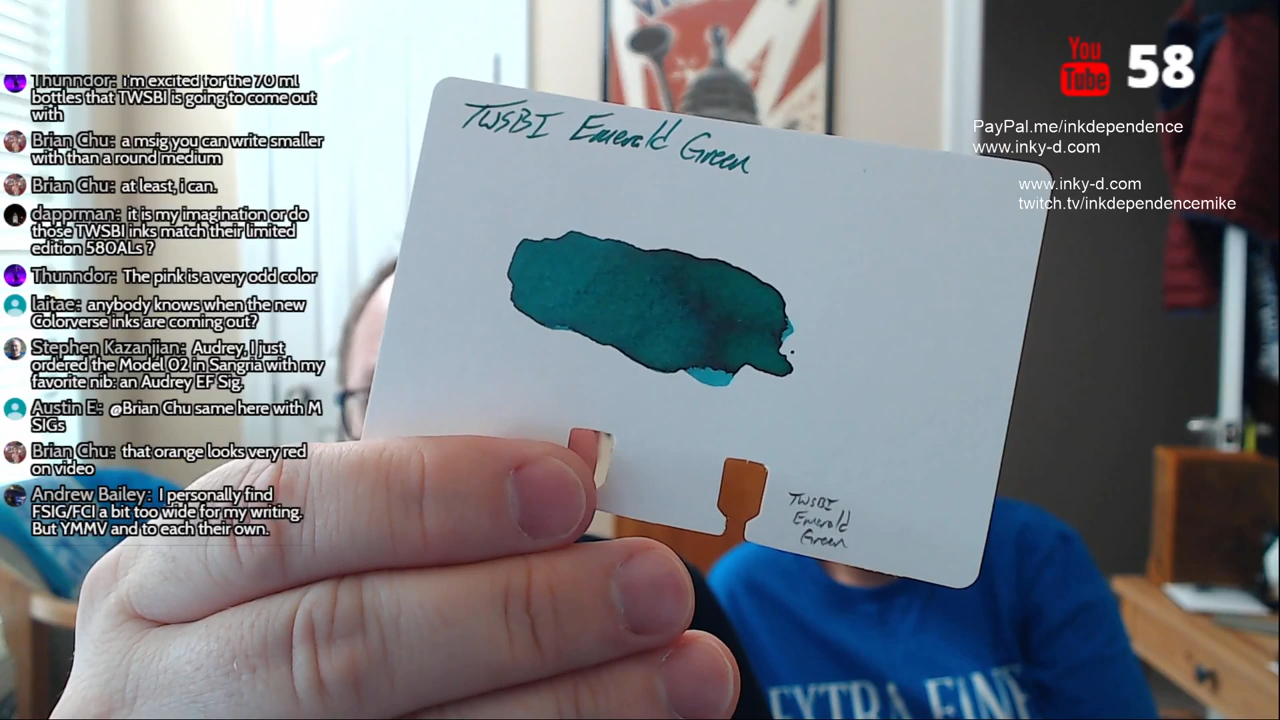 Thunndor: i'm excited for the 70 ml
bottles that TWSBI is going to come out
with
Brian Chu: a msig you can write smaller
with than a round medium
Brian Chu: at least, i can.
dapprman: it is my imagination or do
those TWSBI inks match their limited
edition 580ALs ?
Thunndor: The pink is a very odd color
laitae: anybody knows when the new
Colorverse inks are coming out?
Stephen Kazanjian: Audrey, I just
ordered the Model 02 in Sangria with my
favorite nib: an Audrey EF Sig.
Austin E: @Brian Chu same here with M
SIGs
Brian Chu: that orange looks very red
on video
Andrew Bailey: I personally find
FSIG/FCI a bit too wide for my writing.
But YMMV and to each their own.
TWSBI Emerald Green
TWSBI
Emerald
Green
You
Tube
58
PayPal.me/inkdependence
www.inky-d.com
www.inky-d.com
twitch.tv/inkdependencemike
EXTRA FINE